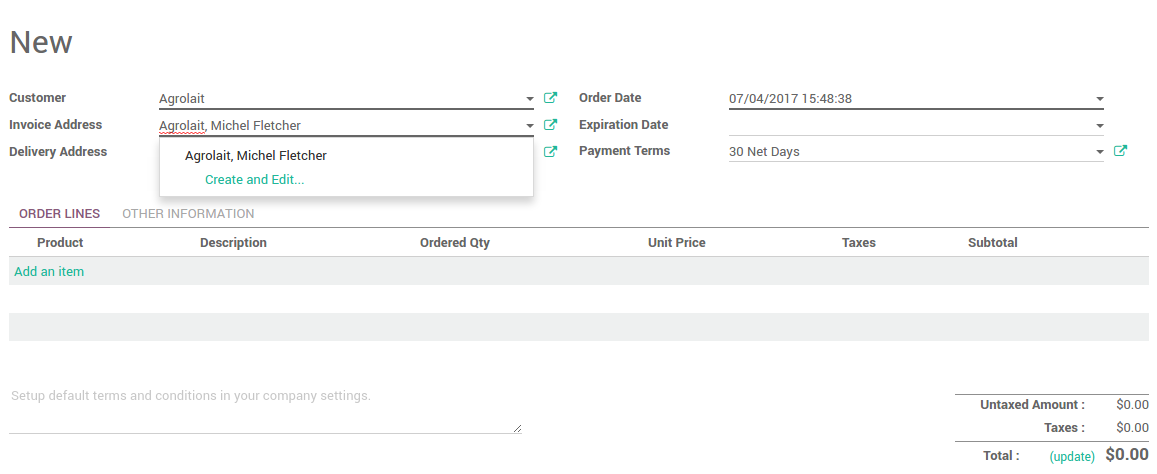 New
Customer Agrolait Order Date 07/04/2017 15:48:38
Invoice Address Agrolait, Michel Fletcher Expiration Date
Delivery Address Payment Terms 30 Net Days
Agrolait, Michel Fletcher
Create and Edit...
ORDER LINES OTHER INFORMATION
Product Description Ordered Qty Unit Price Taxes Subtotal
Add an item
Setup default terms and conditions in your company settings.
Untaxed Amount : $0.00
Taxes : $0.00
Total : (update) $0.00